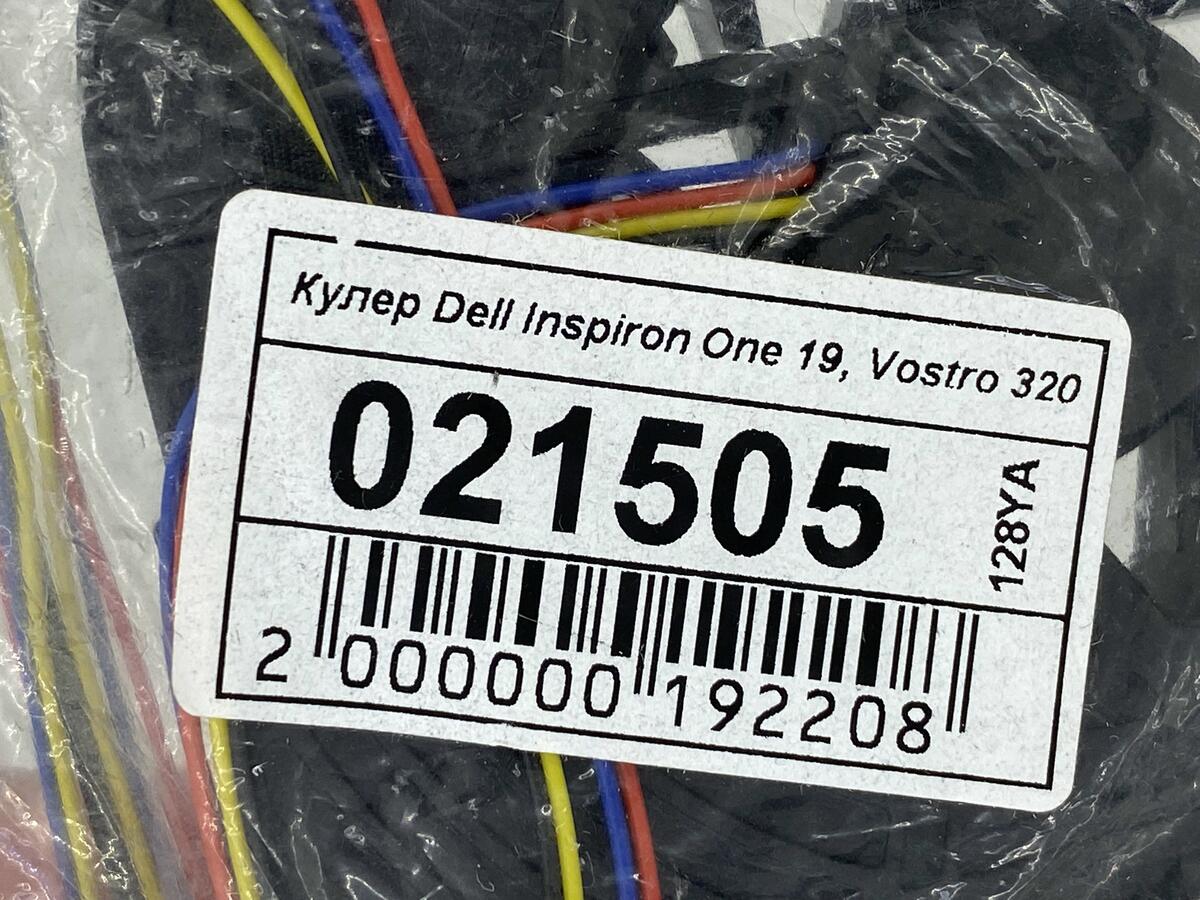 Кулер Dell Inspiron One 19, Vostro 320
021505
128YA
2 000000 192208